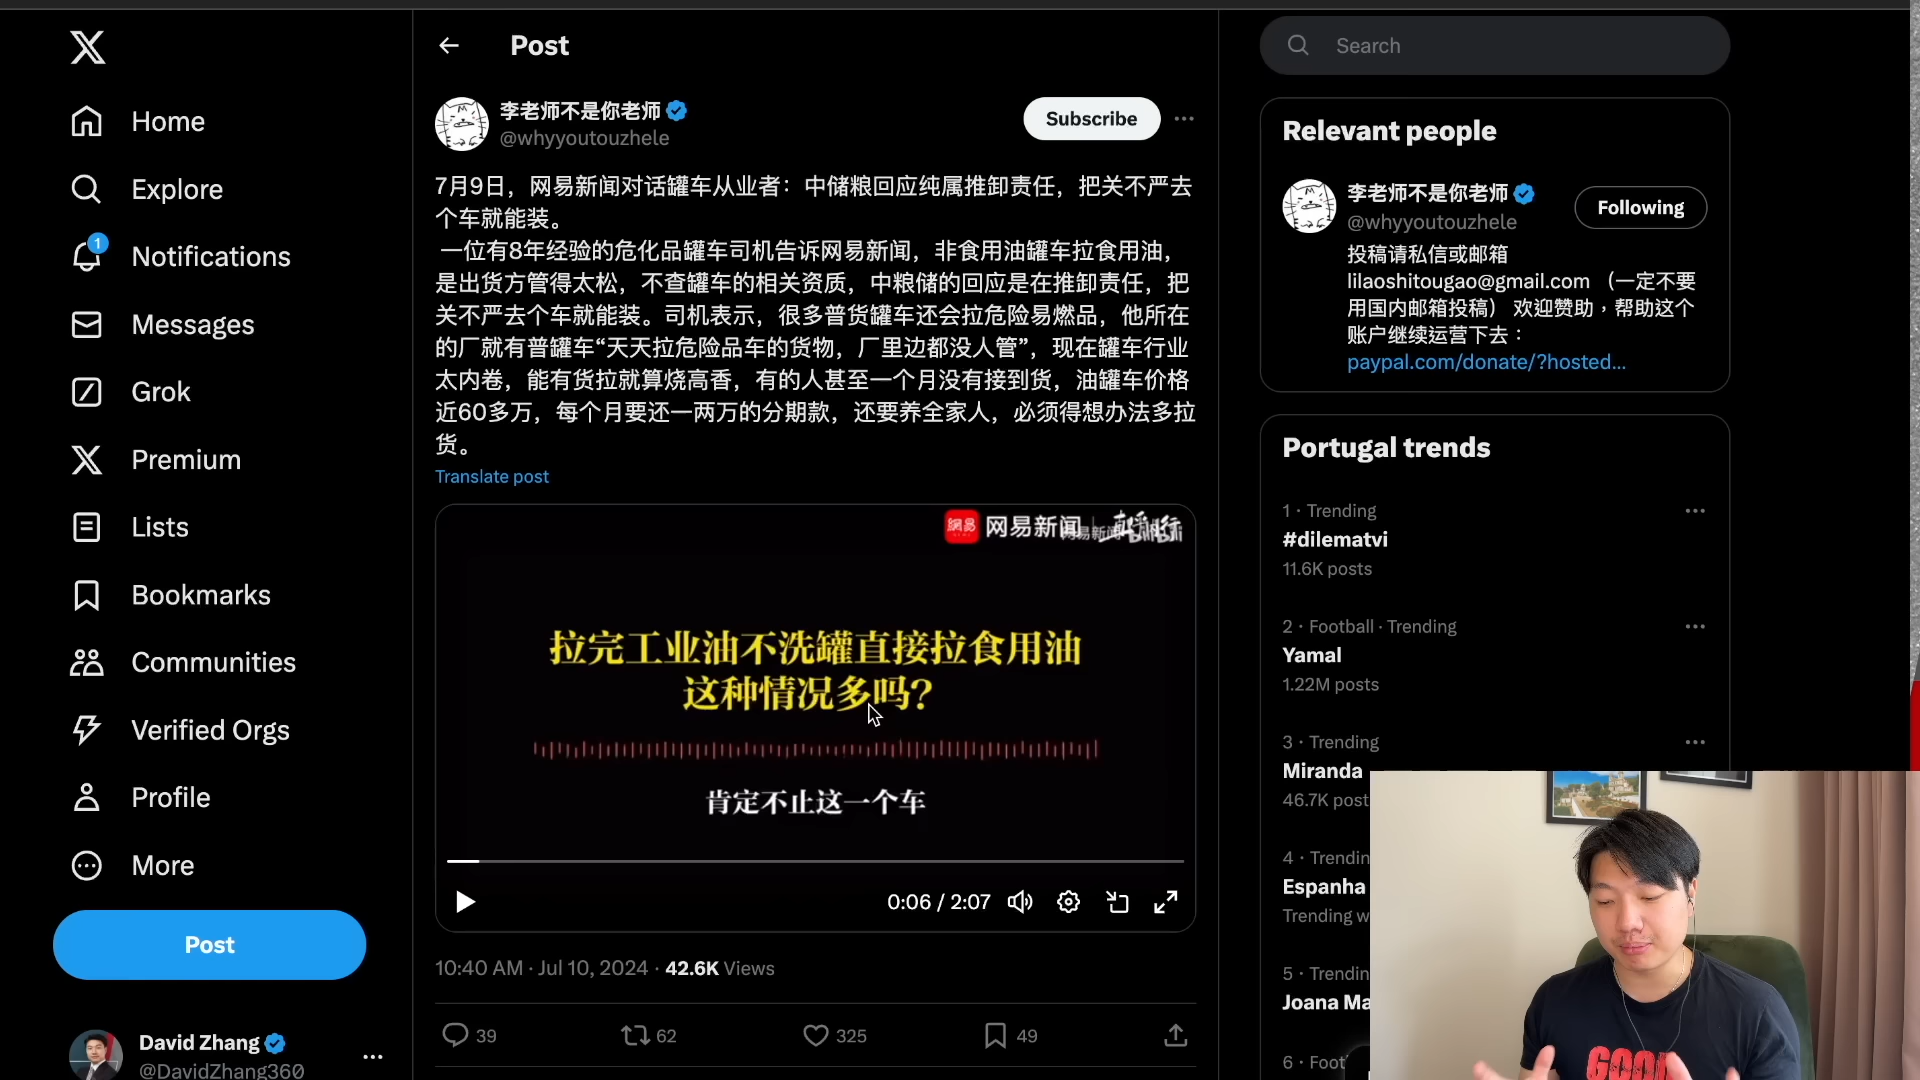 Post
Search
Home
Explore
1
Notifications
Messages
Grok
Premium
Lists
Bookmarks
Communities
Verified Orgs
Profile
More
Post
David Zhang
@DavidZhang360
李老师不是你老师
@whyyoutouzhele
Subscribe
7月9日，网易新闻对话罐车从业者：中储粮回应纯属推卸责任，把关不严去
个车就能装。
一位有8年经验的危化品罐车司机告诉网易新闻，非食用油罐车拉食用油，
是出货方管得太松，不查罐车的相关资质，中粮储的回应是在推卸责任，把
关不严去个车就能装。司机表示，很多普货罐车还会拉危险易燃品，他所在
的厂就有普罐车“天天拉危险品车的货物，厂里边都没人管”，现在罐车行业
太内卷，能有货拉就算烧高香，有的人甚至一个月没有接到货，油罐车价格
近60多万，每个月要还一两万的分期款，还要养全家人，必须得想办法多拉
货。
Translate post
網易 网易新闻
拉完工业油不洗罐直接拉食用油
这种情况多吗？
肯定不止这一个车
0:06 / 2:07
10:40 AM · Jul 10, 2024 · 42.6K Views
39
62
325
49
Relevant people
李老师不是你老师
@whyyoutouzhele
Following
投稿请私信或邮箱
lilaoshitougao@gmail.com （一定不要
用国内邮箱投稿） 欢迎赞助，帮助这个
账户继续运营下去：
paypal.com/donate/?hosted...
Portugal trends
1 · Trending
#dilematvi
11.6K posts
2 · Football · Trending
Yamal
1.22M posts
3 · Trending
Miranda
46.7K post
4 · Trendin
Espanha
Trending w
5 · Trendin
Joana Ma
6 · Foot
GOOD